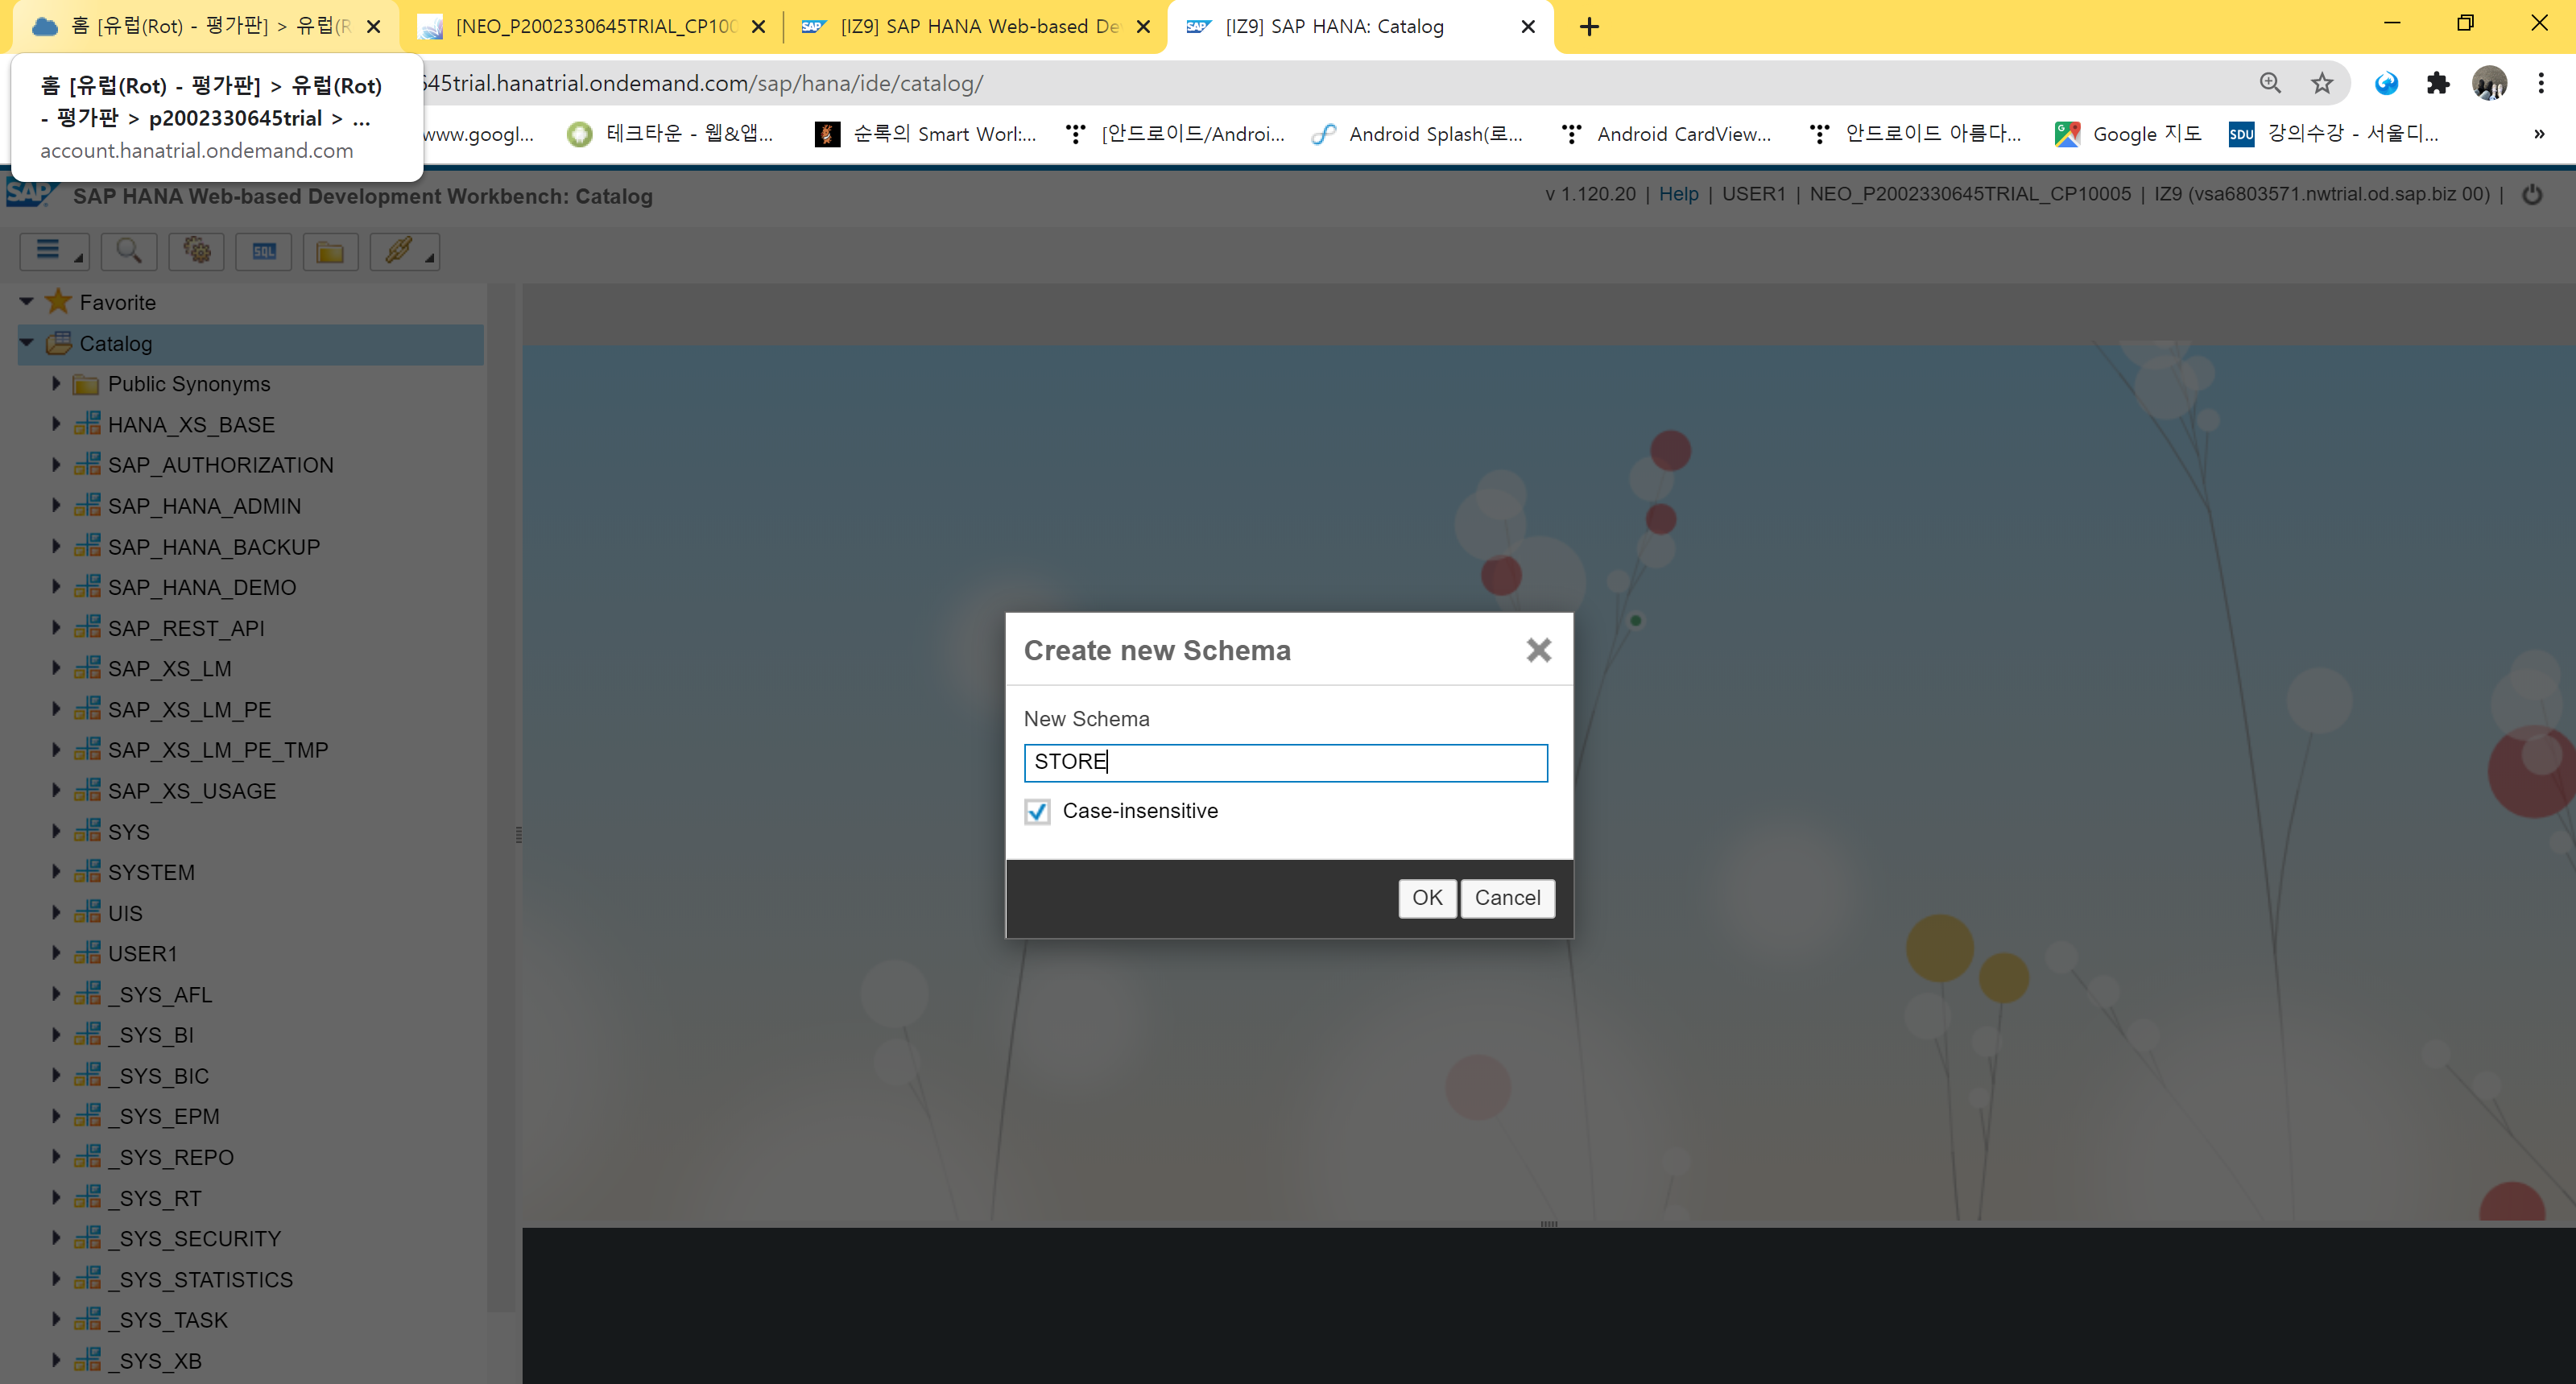 홈 [유럽(Rot) - 평가판] > 유럽(R
[NEO_P2002330645TRIAL_CP100
[IZ9] SAP HANA Web-based De
[IZ9] SAP HANA: Catalog
홈 [유럽(Rot) - 평가판] > 유럽(Rot)
- 평가판 > p2002330645trial > ...
account.hanatrial.ondemand.com
645trial.hanatrial.ondemand.com/sap/hana/ide/catalog/
www.googl...
테크타운 - 웹&앱...
순록의 Smart Worl:...
[안드로이드/Androi...
Android Splash(로...
Android CardView...
안드로이드 아름다...
Google 지도
SDU
강의수강 - 서울디...
»
SAP
SAP HANA Web-based Development Workbench: Catalog
v 1.120.20 | Help | USER1 | NEO_P2002330645TRIAL_CP10005 | IZ9 (vsa6803571.nwtrial.od.sap.biz 00) |
SQL
Favorite
Catalog
Public Synonyms
HANA_XS_BASE
SAP_AUTHORIZATION
SAP_HANA_ADMIN
SAP_HANA_BACKUP
SAP_HANA_DEMO
SAP_REST_API
SAP_XS_LM
SAP_XS_LM_PE
SAP_XS_LM_PE_TMP
SAP_XS_USAGE
SYS
SYSTEM
UIS
USER1
_SYS_AFL
_SYS_BI
_SYS_BIC
_SYS_EPM
_SYS_REPO
_SYS_RT
_SYS_SECURITY
_SYS_STATISTICS
_SYS_TASK
_SYS_XB
Create new Schema
New Schema
STORE
Case-insensitive
OK
Cancel